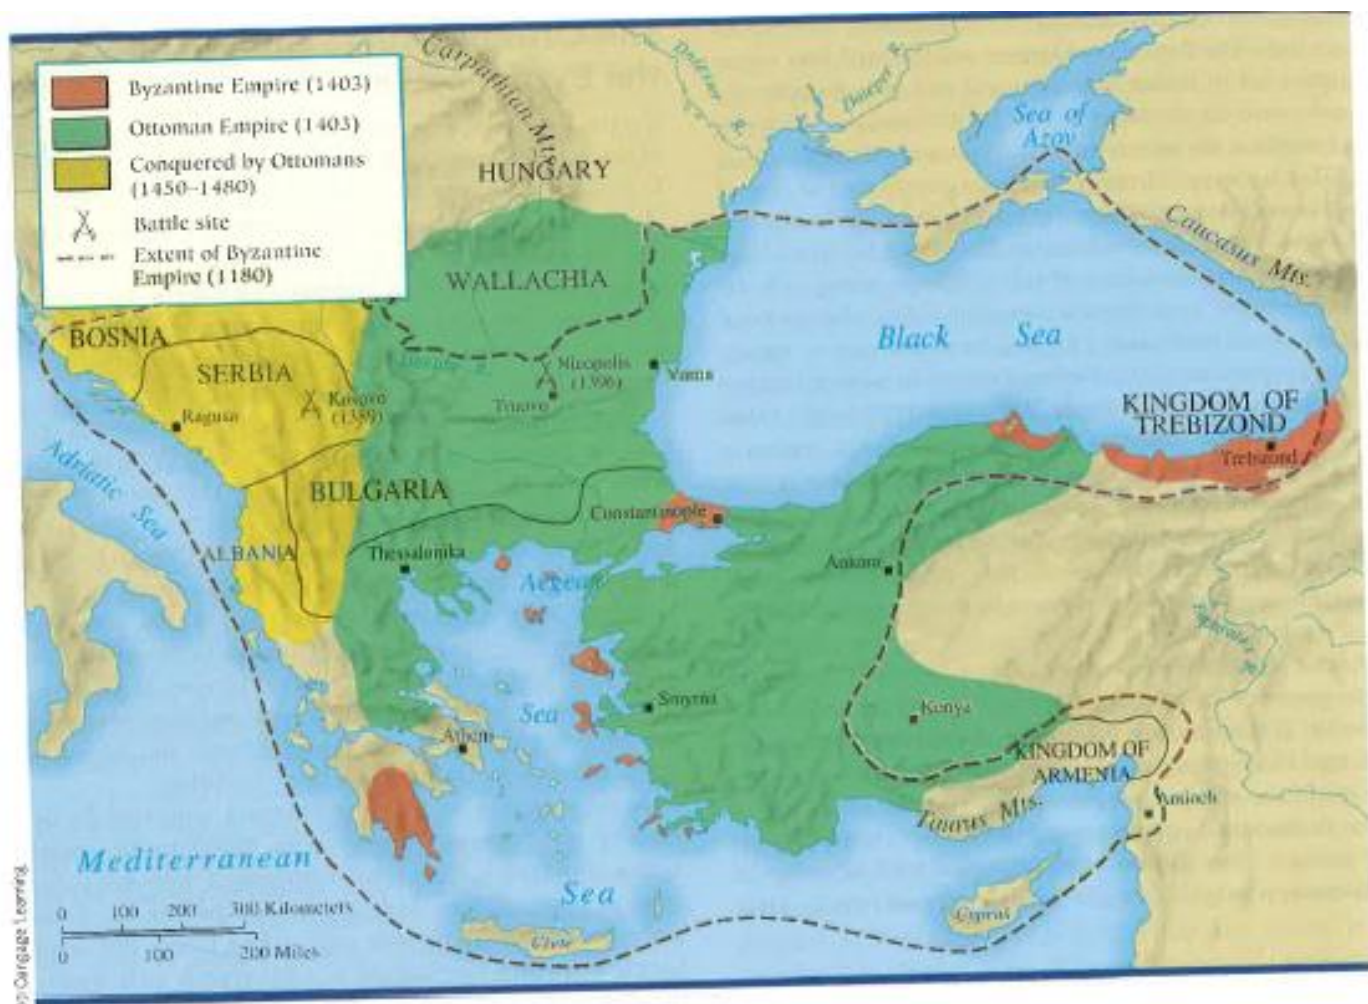 Byzantine Empire (1403)
Ottoman Empire (1403)
Conquered by Ottomans
(1450–1480)
Battle site
Extent of Byzantine
Empire (1180)
Carpathian Mts.
Dniester R.
Dnieper R.
Sea of
Azov
HUNGARY
Caucasus Mts.
WALLACHIA
BOSNIA
Black Sea
SERBIA
Danube R.
Nicopolis
(1396)
Varna
Kosovo
(1389)
Ragusa
KINGDOM OF
TREBIZOND
Trebizond
Adriatic Sea
BULGARIA
Constantinople
ALBANIA
Thessalonika
Aegean
Sea
Ankara
Smyrna
Konya
Athens
KINGDOM OF
ARMENIA
Antioch
Taurus Mts.
Mediterranean
Sea
Cyprus
Crete
0 100 200 300 Kilometers
0 100 200 Miles
© Cengage Learning